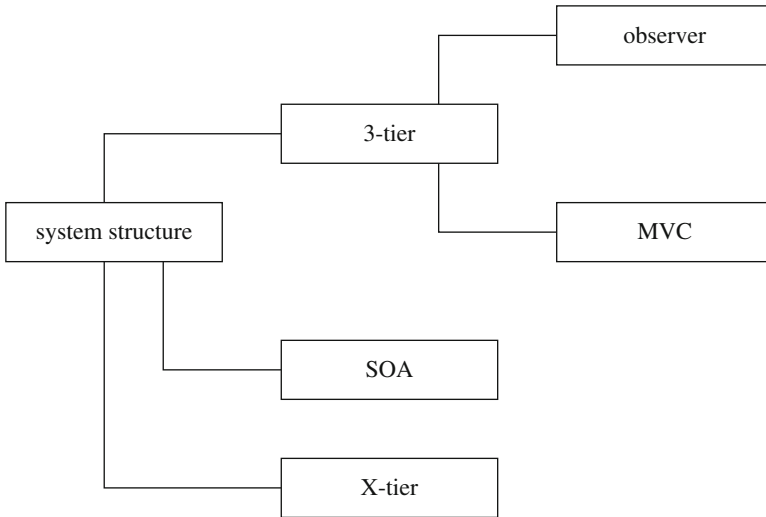 observer
3-tier
system structure
MVC
SOA
X-tier